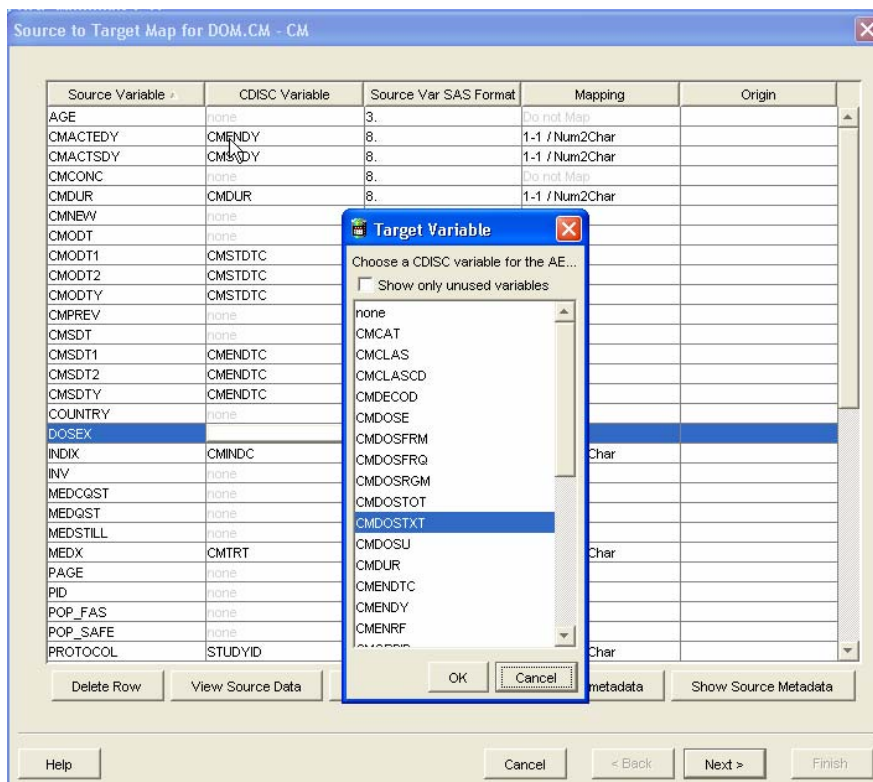 Source to Target Map for DOM.CM - CM
Source Variable CDISC Variable Source Var SAS Format Mapping Origin
AGE none 3. Do not Map
CMACTEDY CMENDY 8. 1-1 / Num2Char
CMACTSDY CMSTDY 8. 1-1 / Num2Char
CMCONC none 8. Do not Map
CMDUR CMDUR 8. 1-1 / Num2Char
CMNEW none
CMODT none
CMODT1 CMSTDTC
CMODT2 CMSTDTC
CMODTY CMSTDTC
CMPREV none
CMSDT none
CMSDT1 CMENDTC
CMSDT2 CMENDTC
CMSDTY CMENDTC
COUNTRY none
DOSEX
INDIX CMINDC Char
INV none
MEDCQST none
MEDQST none
MEDSTILL none
MEDX CMTRT Char
PAGE none
PID none
POP_FAS none
POP_SAFE none
PROTOCOL STUDYID Char
Target Variable
Choose a CDISC variable for the AE...
Show only unused variables
none
CMCAT
CMCLAS
CMCLASCD
CMDECOD
CMDOSE
CMDOSFRM
CMDOSFRQ
CMDOSRGM
CMDOSTOT
CMDOSTXT
CMDOSU
CMDUR
CMENDTC
CMENDY
CMENRF
OK Cancel
Delete Row View Source Data metadata Show Source Metadata
Help Cancel < Back Next > Finish